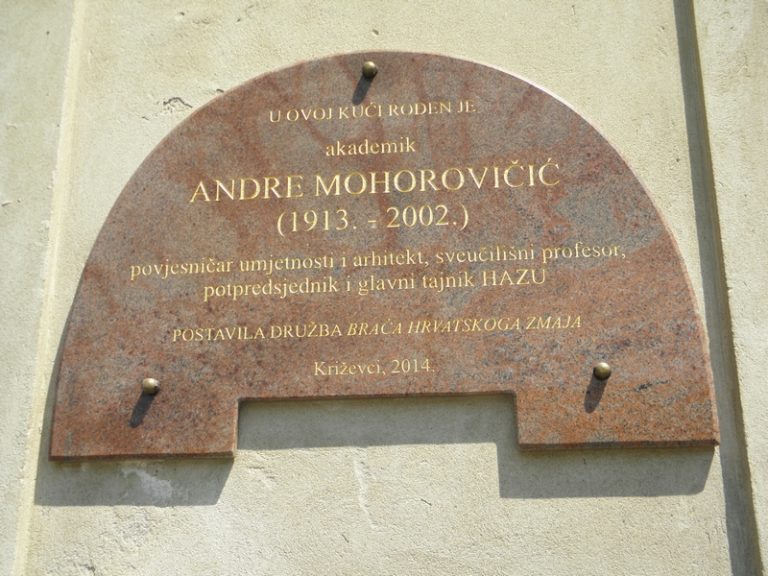 U OVOJ KUĆI ROĐEN JE
akademik
ANDRE MOHOROVIČIĆ
(1913. - 2002.)
povjesničar umjetnosti i arhitekt, sveučilišni profesor,
potpredsjednik i glavni tajnik HAZU
POSTAVILA DRUŽBA BRAĆA HRVATSKOGA ZMAJA
Križevci, 2014.